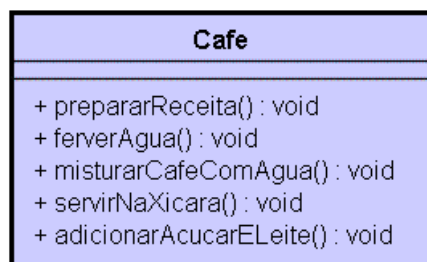 Cafe
+ prepararReceita() : void
+ ferverAgua() : void
+ misturarCafeComAgua() : void
+ servirNaXicara() : void
+ adicionarAcucarELeite() : void